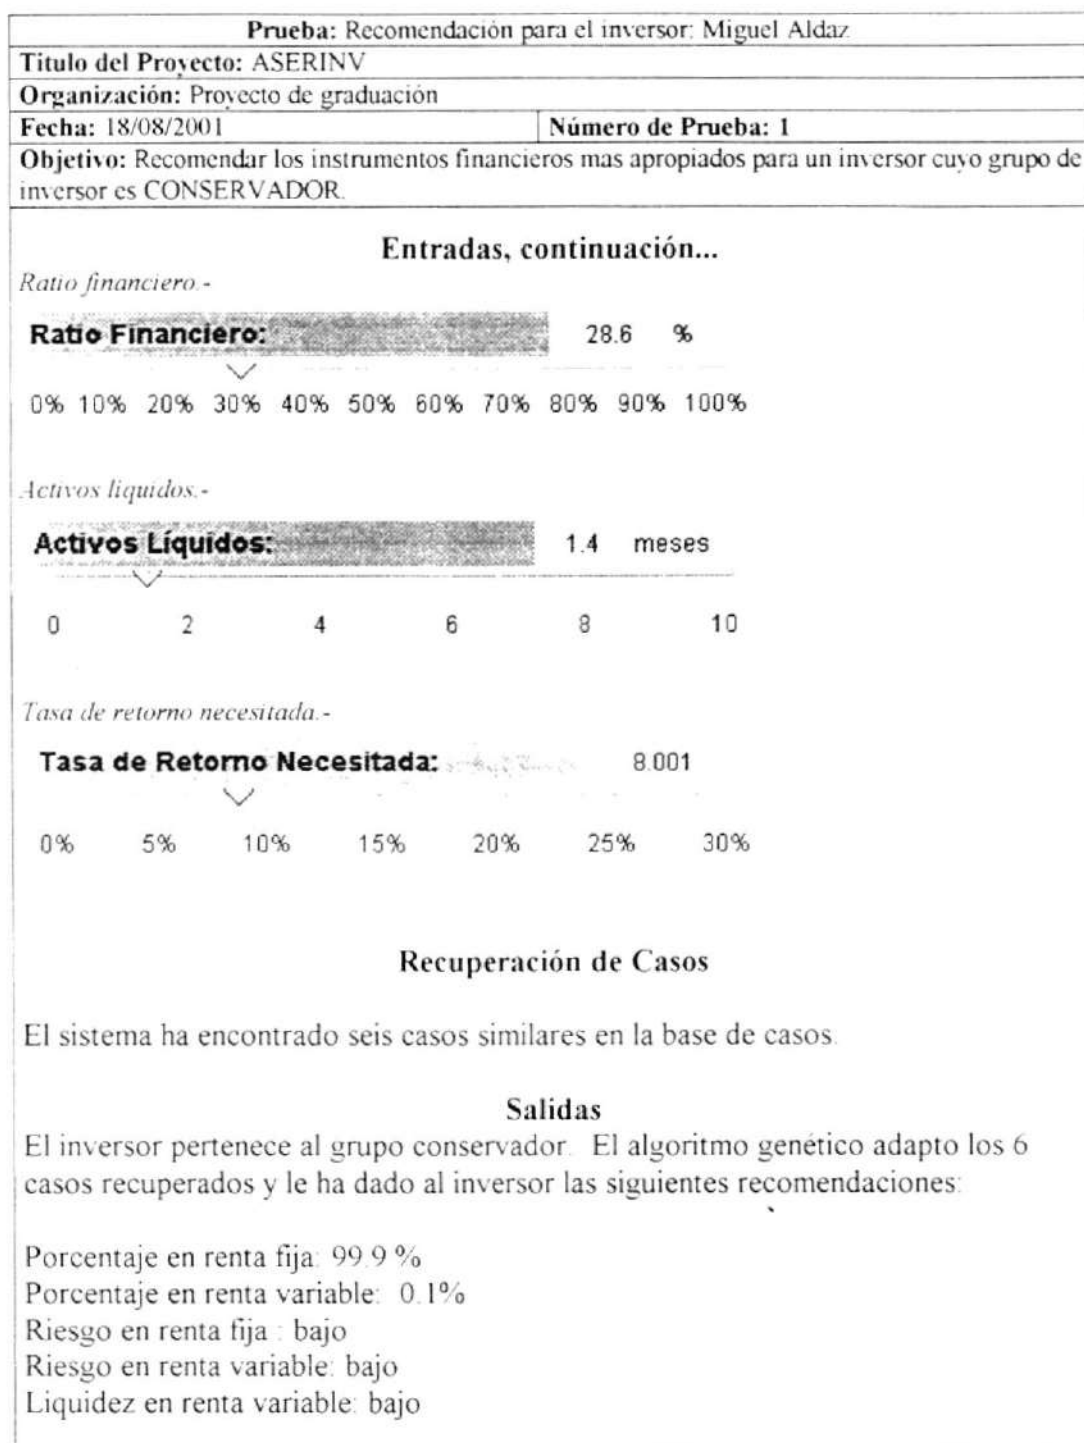 Prueba: Recomendación para el inversor: Miguel Aldaz
Titulo del Proyecto: ASERINV
Organización: Proyecto de graduación
Fecha: 18/08/2001 Número de Prueba: 1
Objetivo: Recomendar los instrumentos financieros mas apropiados para un inversor cuyo grupo de
inversor es CONSERVADOR.
Entradas, continuación...
Ratio financiero.-
Ratio Financiero: 28.6 %
0% 10% 20% 30% 40% 50% 60% 70% 80% 90% 100%
Activos liquidos.-
Activos Líquidos: 1.4 meses
0 2 4 6 8 10
Tasa de retorno necesitada.-
Tasa de Retorno Necesitada: 8.001
0% 5% 10% 15% 20% 25% 30%
Recuperación de Casos
El sistema ha encontrado seis casos similares en la base de casos.
Salidas
El inversor pertenece al grupo conservador. El algoritmo genético adapto los 6
casos recuperados y le ha dado al inversor las siguientes recomendaciones:
Porcentaje en renta fija: 99.9 %
Porcentaje en renta variable: 0.1%
Riesgo en renta fija : bajo
Riesgo en renta variable: bajo
Liquidez en renta variable: bajo